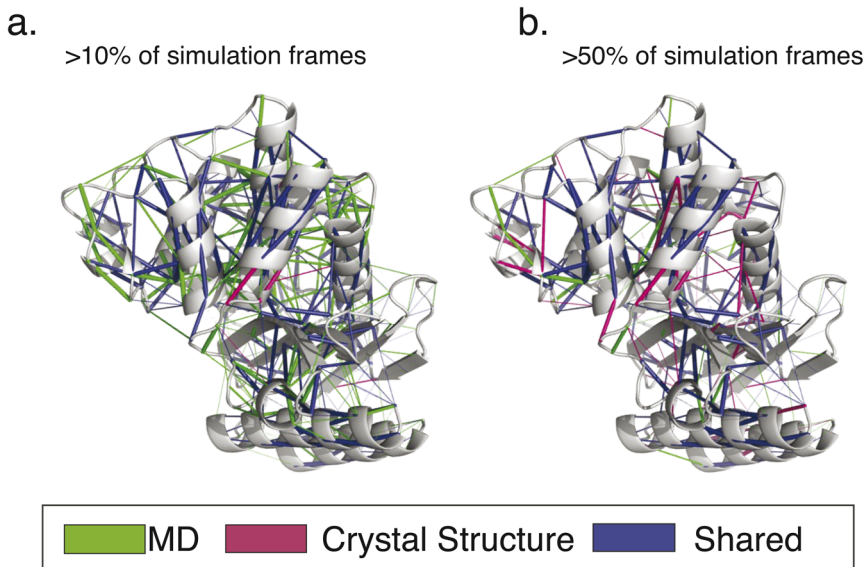 a.
>10% of simulation frames
b.
>50% of simulation frames
MD
Crystal Structure
Shared